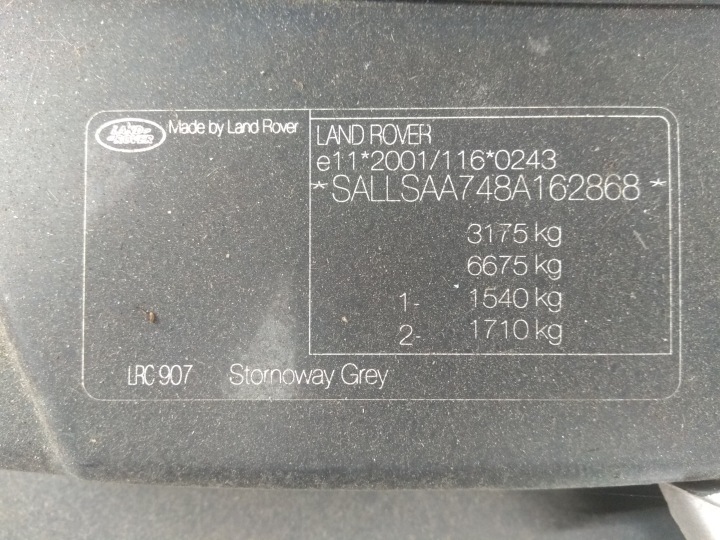 LAND ROVER
Made by Land Rover
LAND ROVER
e11*2001/116*0243
*SALLSAA748A162868*
3175 kg
6675 kg
1- 1540 kg
2- 1710 kg
LRC 907 Stornoway Grey